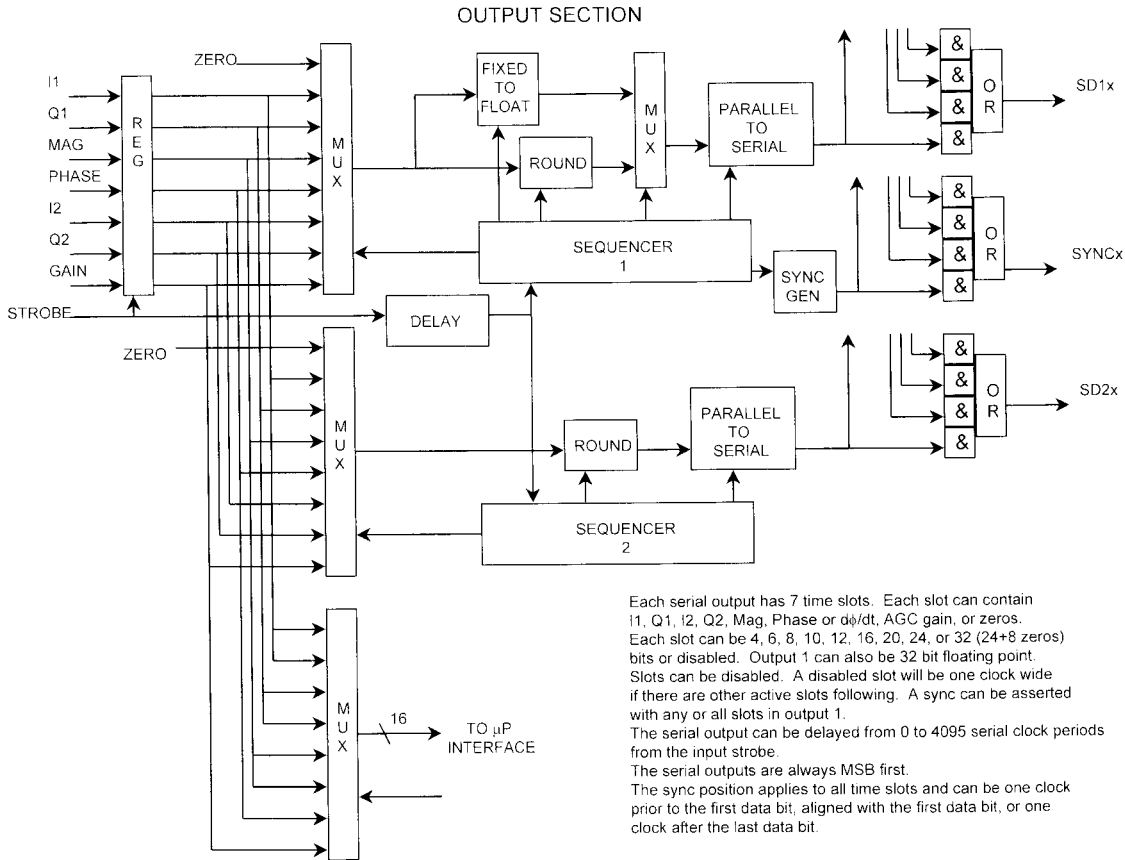 OUTPUT SECTION
ZERO
I1
Q1
MAG
PHASE
I2
Q2
GAIN
STROBE
R
E
G
M
U
X
FIXED
TO
FLOAT
ROUND
M
U
X
PARALLEL
TO
SERIAL
SEQUENCER
1
SYNC
GEN
DELAY
&
&
&
&
O
R
SD1x
&
&
&
&
O
R
SYNCx
ZERO
M
U
X
ROUND
PARALLEL
TO
SERIAL
SEQUENCER
2
&
&
&
&
O
R
SD2x
M
U
X
16
TO µP
INTERFACE
Each serial output has 7 time slots. Each slot can contain
I1, Q1, I2, Q2, Mag, Phase or dϕ/dt, AGC gain, or zeros.
Each slot can be 4, 6, 8, 10, 12, 16, 20, 24, or 32 (24+8 zeros)
bits or disabled. Output 1 can also be 32 bit floating point.
Slots can be disabled. A disabled slot will be one clock wide
if there are other active slots following. A sync can be asserted
with any or all slots in output 1.
The serial output can be delayed from 0 to 4095 serial clock periods
from the input strobe.
The serial outputs are always MSB first.
The sync position applies to all time slots and can be one clock
prior to the first data bit, aligned with the first data bit, or one
clock after the last data bit.